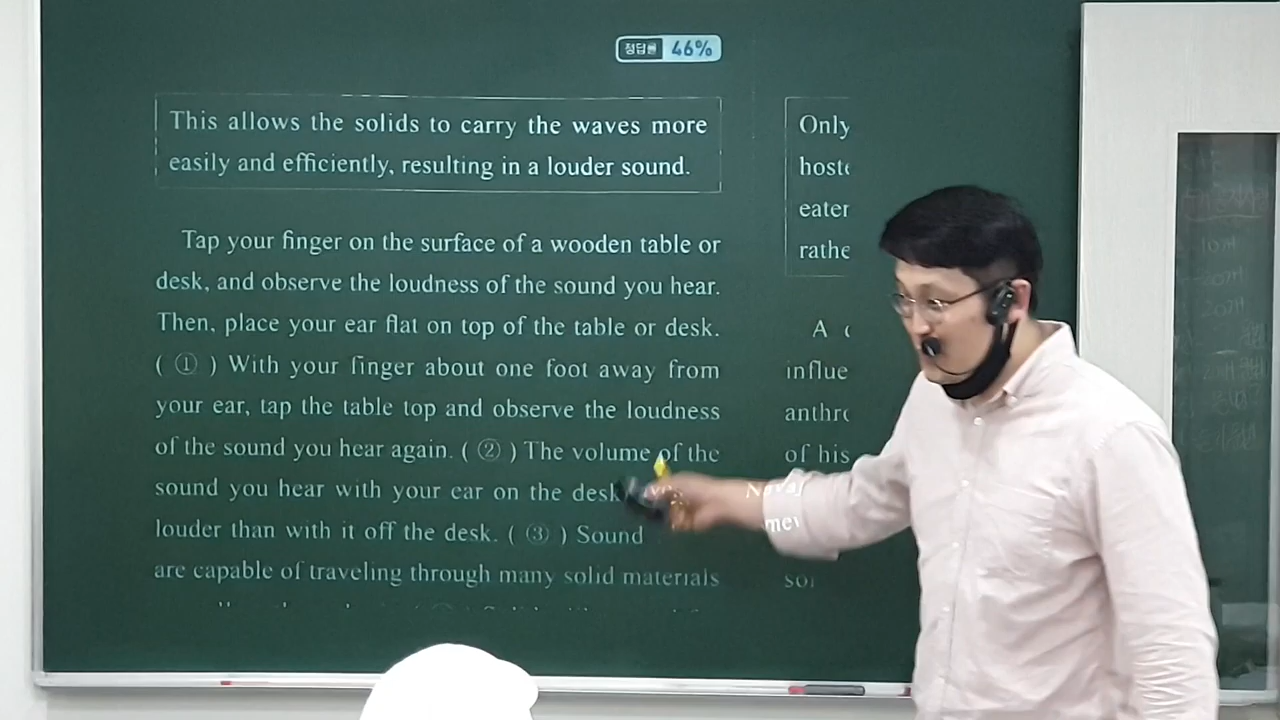 정답률 46%
This allows the solids to carry the waves more
easily and efficiently, resulting in a louder sound.
Tap your finger on the surface of a wooden table or
desk, and observe the loudness of the sound you hear.
Then, place your ear flat on top of the table or desk.
( ① ) With your finger about one foot away from
your ear, tap the table top and observe the loudness
of the sound you hear again. ( ② ) The volume of the
sound you hear with your ear on the desk
louder than with it off the desk. ( ③ ) Sound
are capable of traveling through many solid materials
Only
hoste
eater
rathe
A
influe
anthro
of his